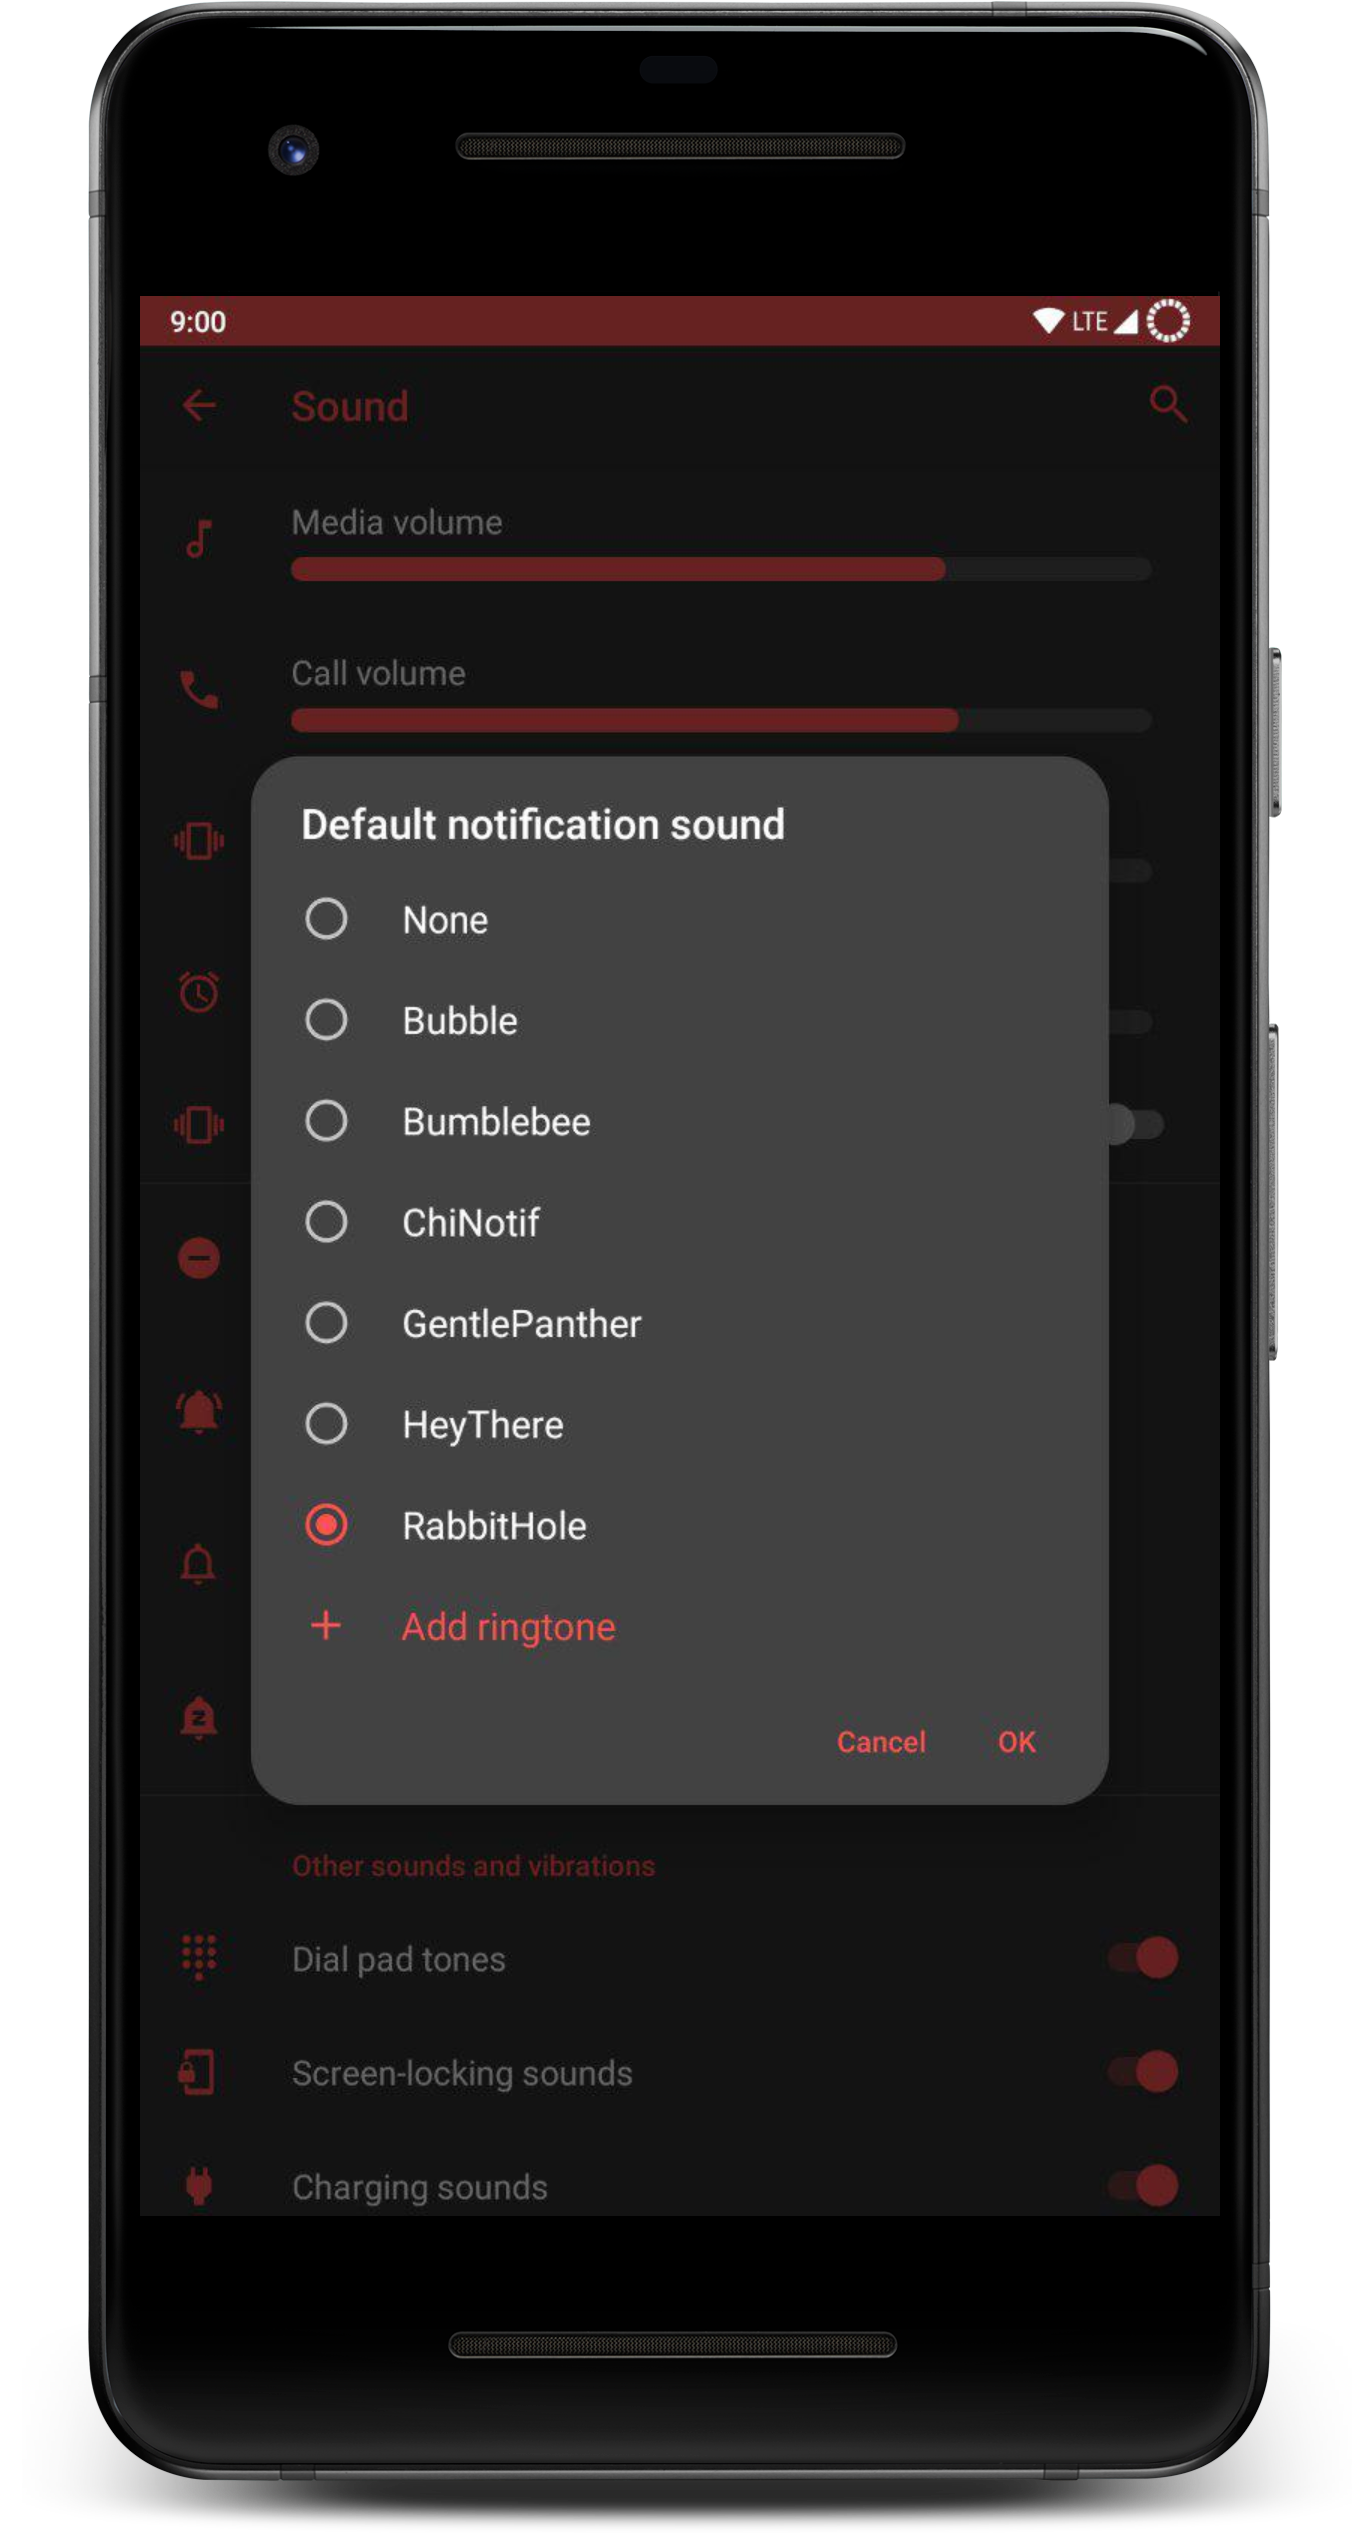 9:00 LTE
Sound
Media volume
Call volume
Default notification sound
None
Bubble
Bumblebee
ChiNotif
GentlePanther
HeyThere
RabbitHole
Add ringtone
Cancel OK
Other sounds and vibrations
Dial pad tones
Screen-locking sounds
Charging sounds